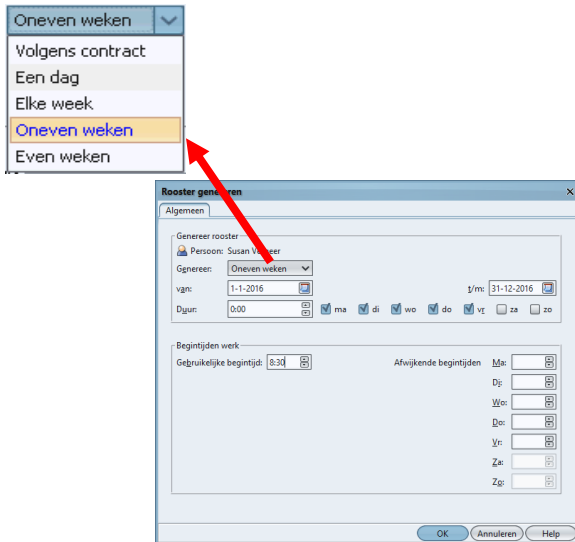 Oneven weken
Volgens contract
Een dag
Elke week
Oneven weken
Even weken
Rooster genereren
Algemeen
Genereer rooster
Persoon: Susan
Genereer: Oneven weken
van: 1-1-2016 t/m: 31-12-2016
Duur: 0:00 ma di wo do vr za zo
Begintijden werk
Gebruikelijke begintijd: 8:30 Afwijkende begintijden Ma:
Di:
Wo:
Do:
Vr:
Za:
Zo:
OK Annuleren Help